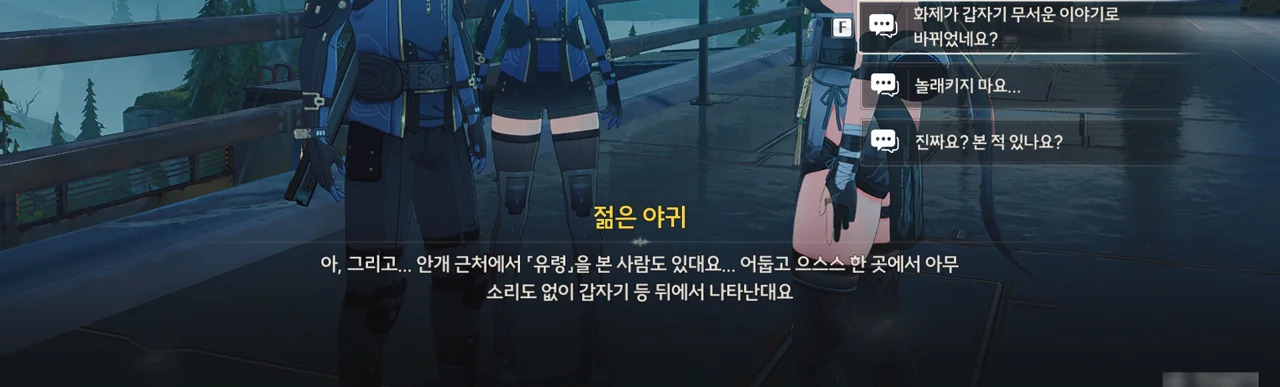 F
화제가 갑자기 무서운 이야기로
바뀌었네요?
놀래키지 마요...
진짜요? 본 적 있나요?
젊은 야귀
아, 그리고... 안개 근처에서 「유령」을 본 사람도 있대요... 어둡고 으스스 한 곳에서 아무
소리도 없이 갑자기 등 뒤에서 나타난대요